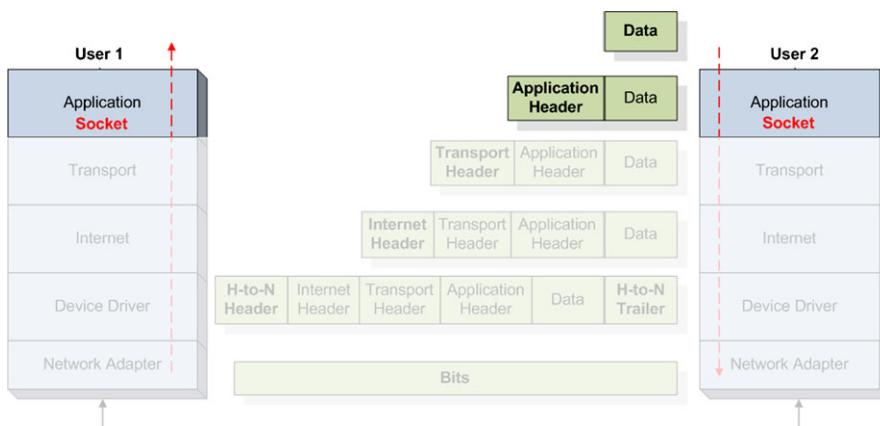 User 1
Application
Socket
Transport
Internet
Device Driver
Network Adapter
Data
Application
Header
Data
Transport
Header
Application
Header
Data
Internet
Header
Transport
Header
Application
Header
Data
H-to-N
Header
Internet
Header
Transport
Header
Application
Header
Data
H-to-N
Trailer
Bits
User 2
Application
Socket
Transport
Internet
Device Driver
Network Adapter